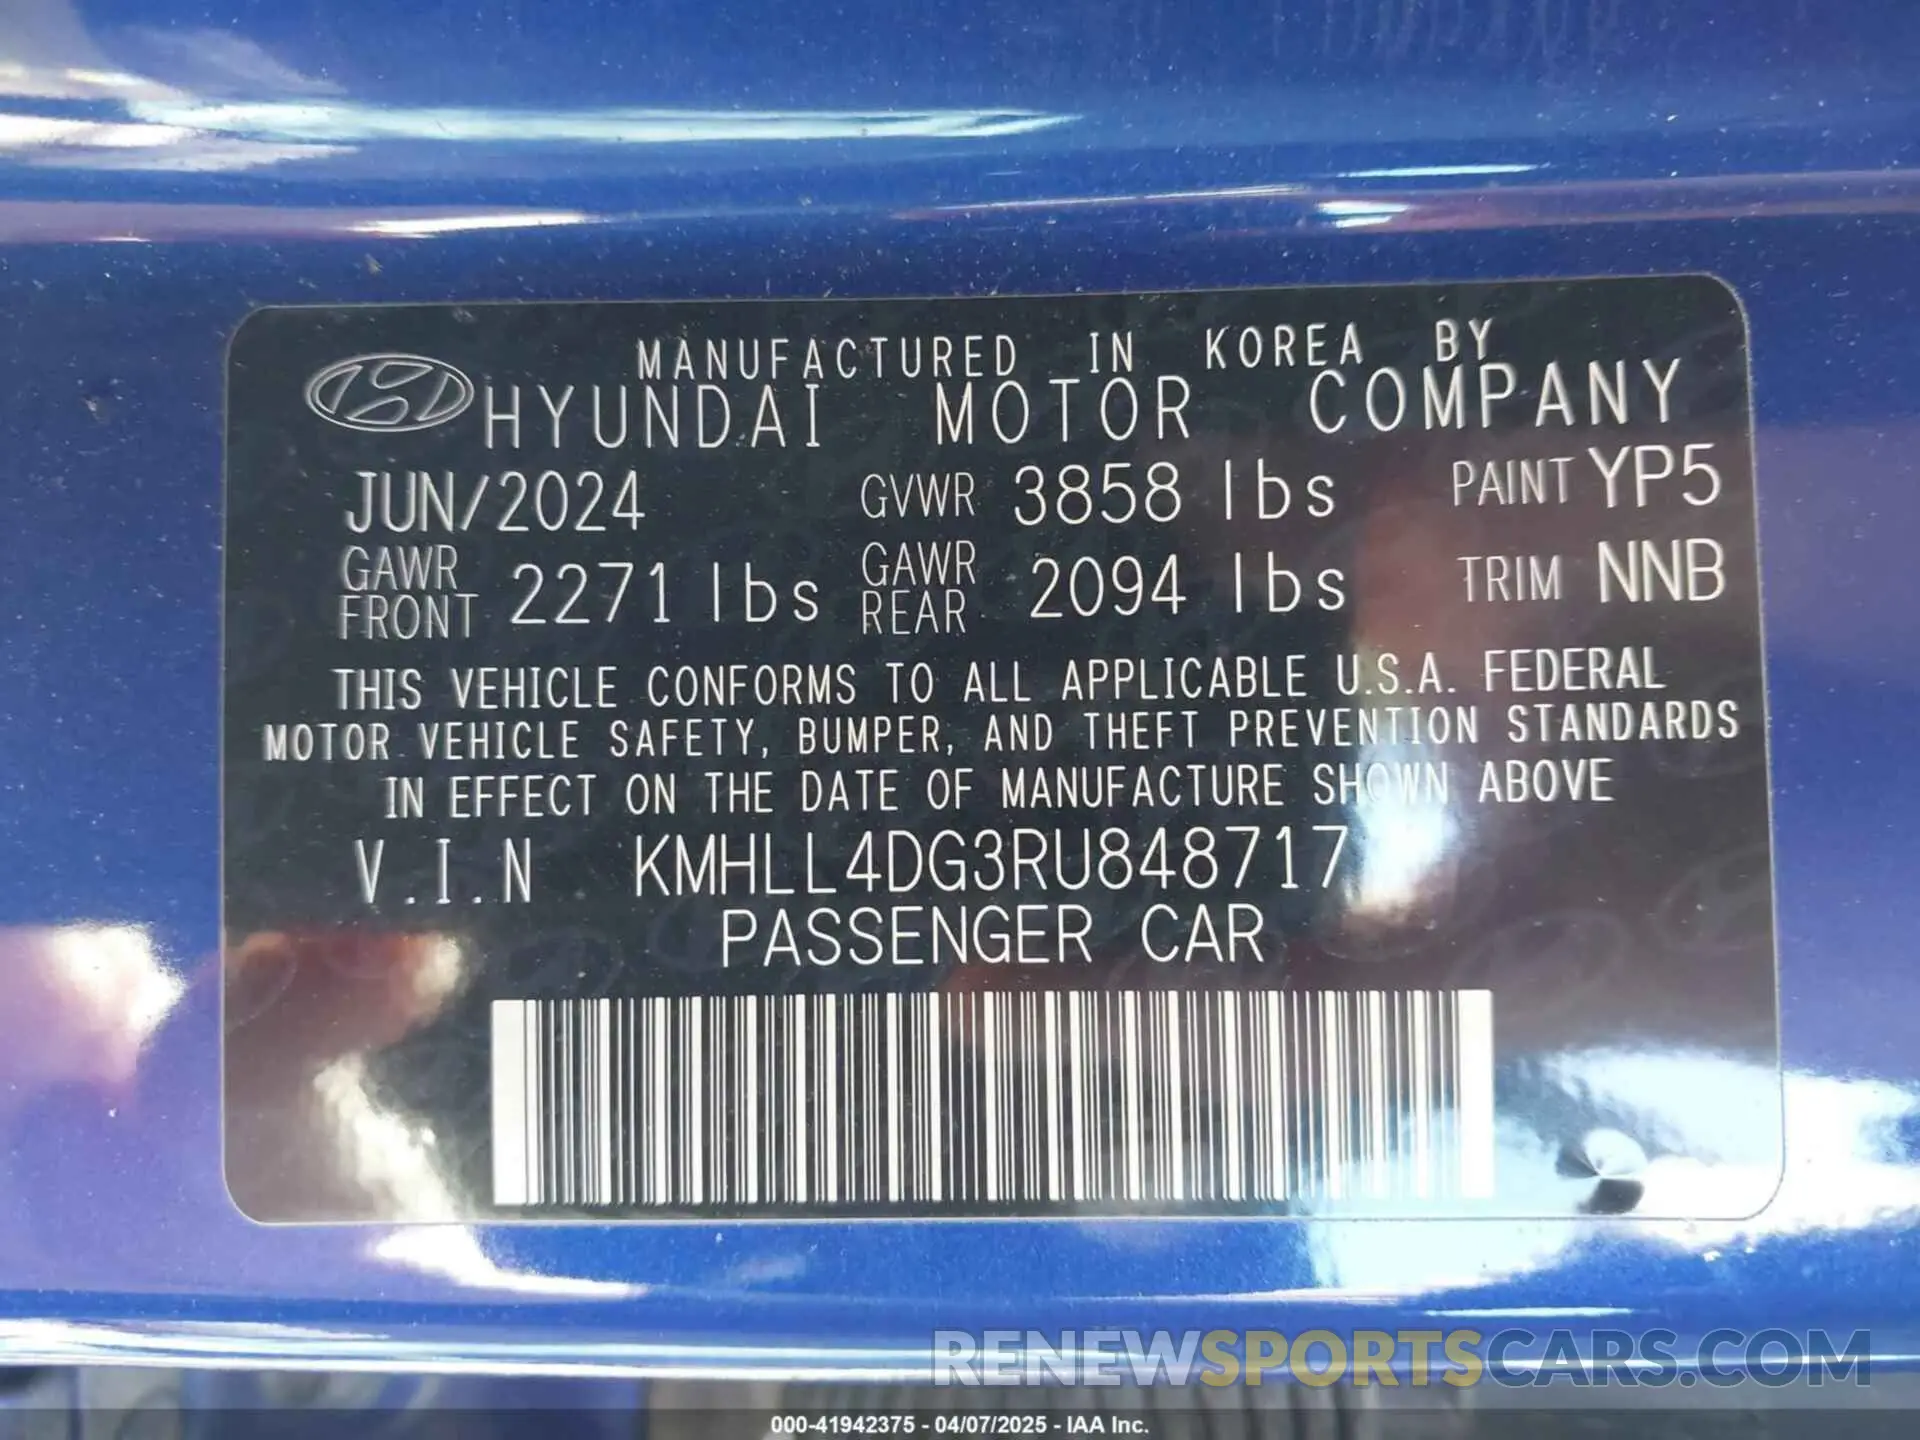 MANUFACTURED IN KOREA BY
HYUNDAI MOTOR COMPANY
JUN/2024 GVWR 3858 lbs PAINT YP5
GAWR FRONT 2271 lbs GAWR REAR 2094 lbs TRIM NNB
THIS VEHICLE CONFORMS TO ALL APPLICABLE U.S.A. FEDERAL
MOTOR VEHICLE SAFETY, BUMPER, AND THEFT PREVENTION STANDARDS
IN EFFECT ON THE DATE OF MANUFACTURE SHOWN ABOVE
V.I.N KMHLL4DG3RU848717
PASSENGER CAR
RENEWSPORTSCARS.COM
000-41942375 - 04/07/2025 - IAA Inc.